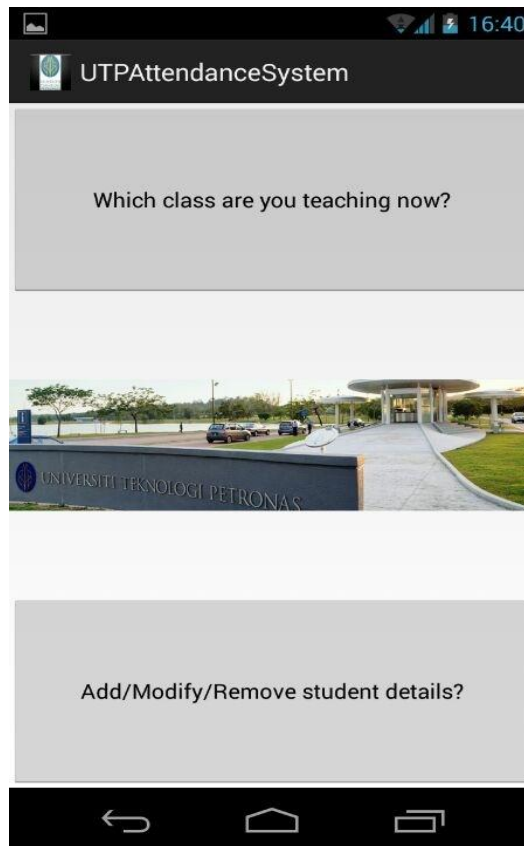 16:40
UTPAttendanceSystem
Which class are you teaching now?
UNIVERSITI TEKNOLOGI PETRONAS
Add/Modify/Remove student details?